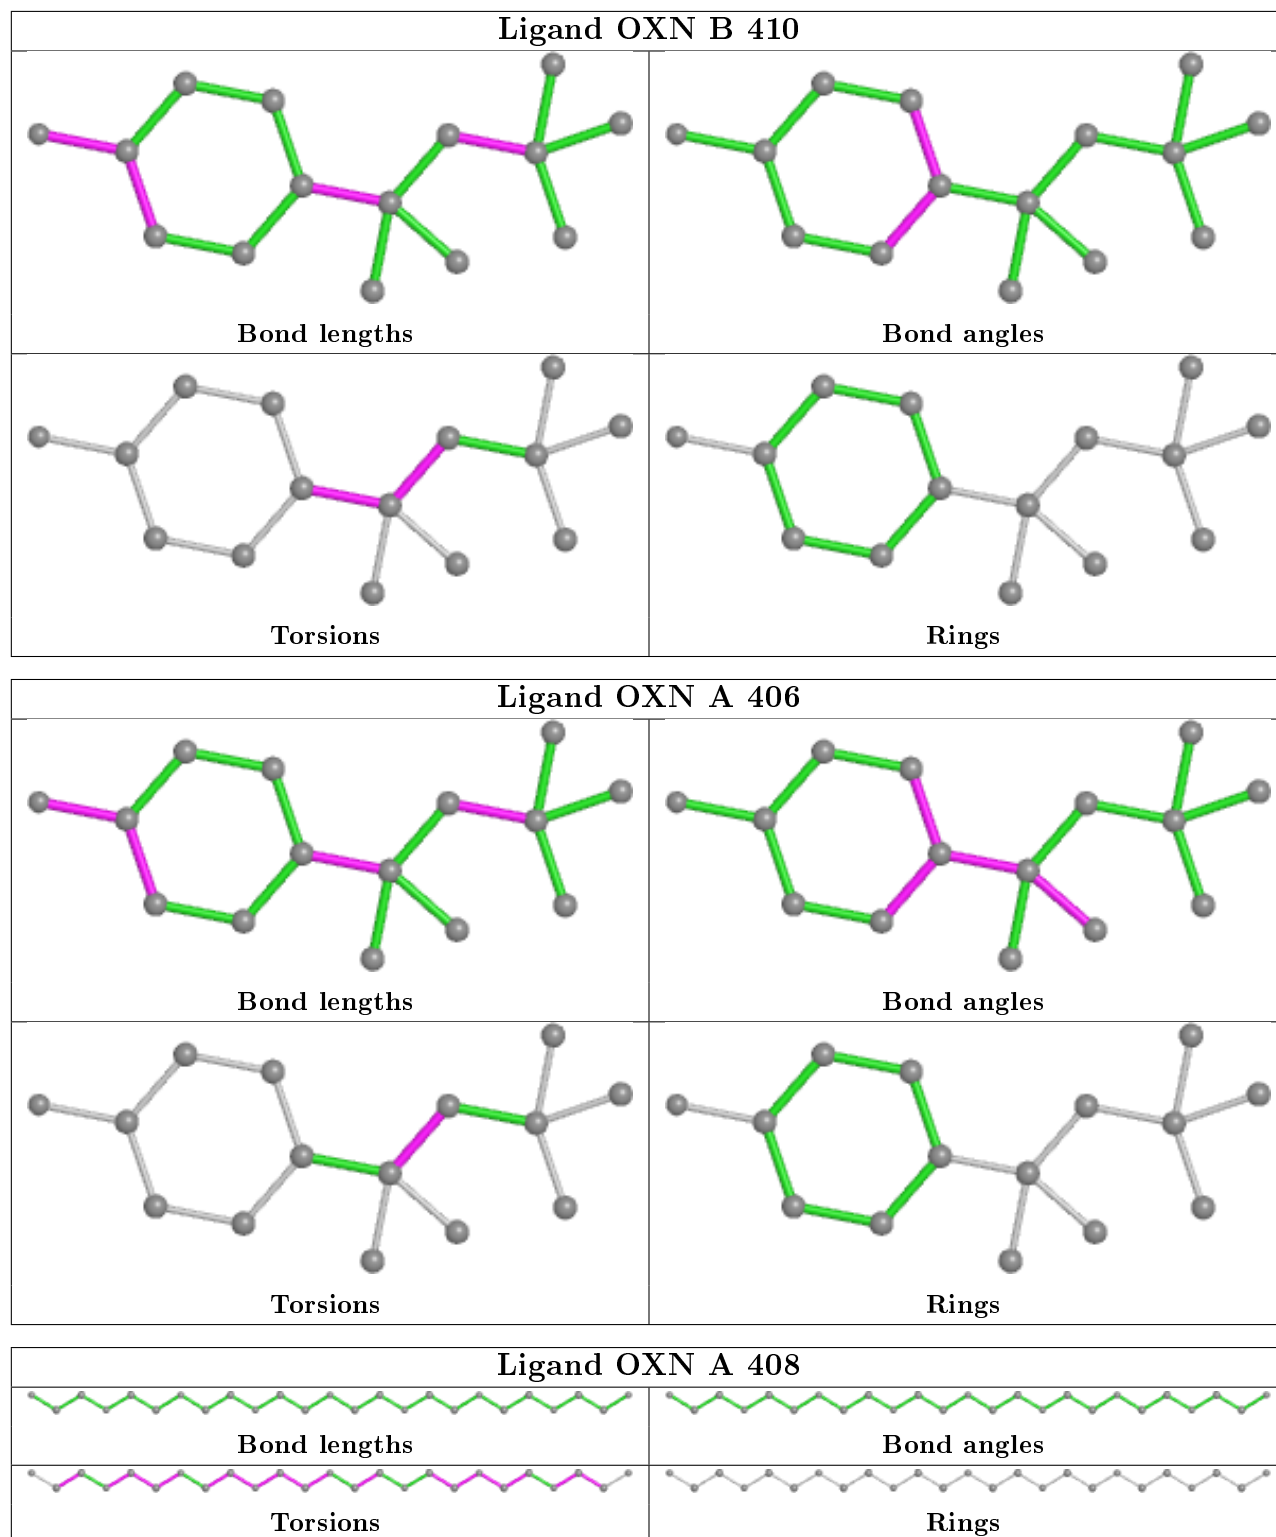 Ligand OXN B 410
Bond lengths
Bond angles
Torsions
Rings
Ligand OXN A 406
Bond lengths
Bond angles
Torsions
Rings
Ligand OXN A 408
Bond lengths
Bond angles
Torsions
Rings